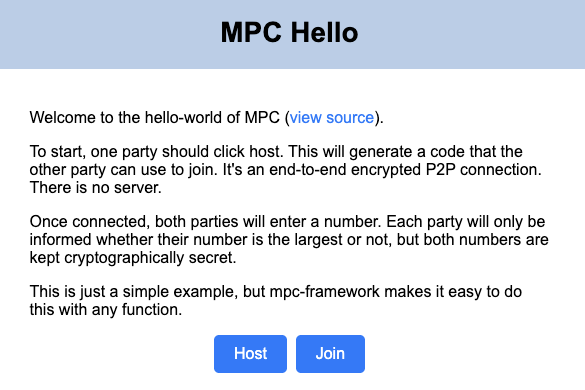 MPC Hello
Welcome to the hello-world of MPC (view source).
To start, one party should click host. This will generate a code that the
other party can use to join. It's an end-to-end encrypted P2P connection.
There is no server.
Once connected, both parties will enter a number. Each party will only be
informed whether their number is the largest or not, but both numbers are
kept cryptographically secret.
This is just a simple example, but mpc-framework makes it easy to do
this with any function.
Host
Join